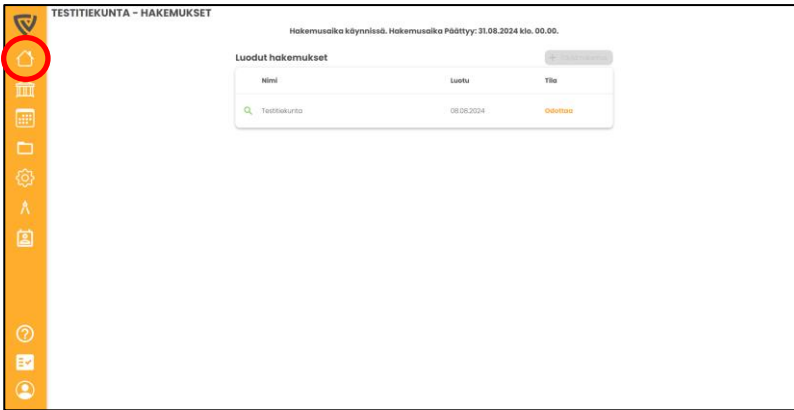 TESTITIEKUNTA - HAKEMUKSET
Hakemusaika käynnissä. Hakemusaika Päättyy: 31.08.2024 klo. 00.00.
Luodut hakemukset
Nimi Luotu Tila
Testitiekunta 08.08.2024 Odottaa